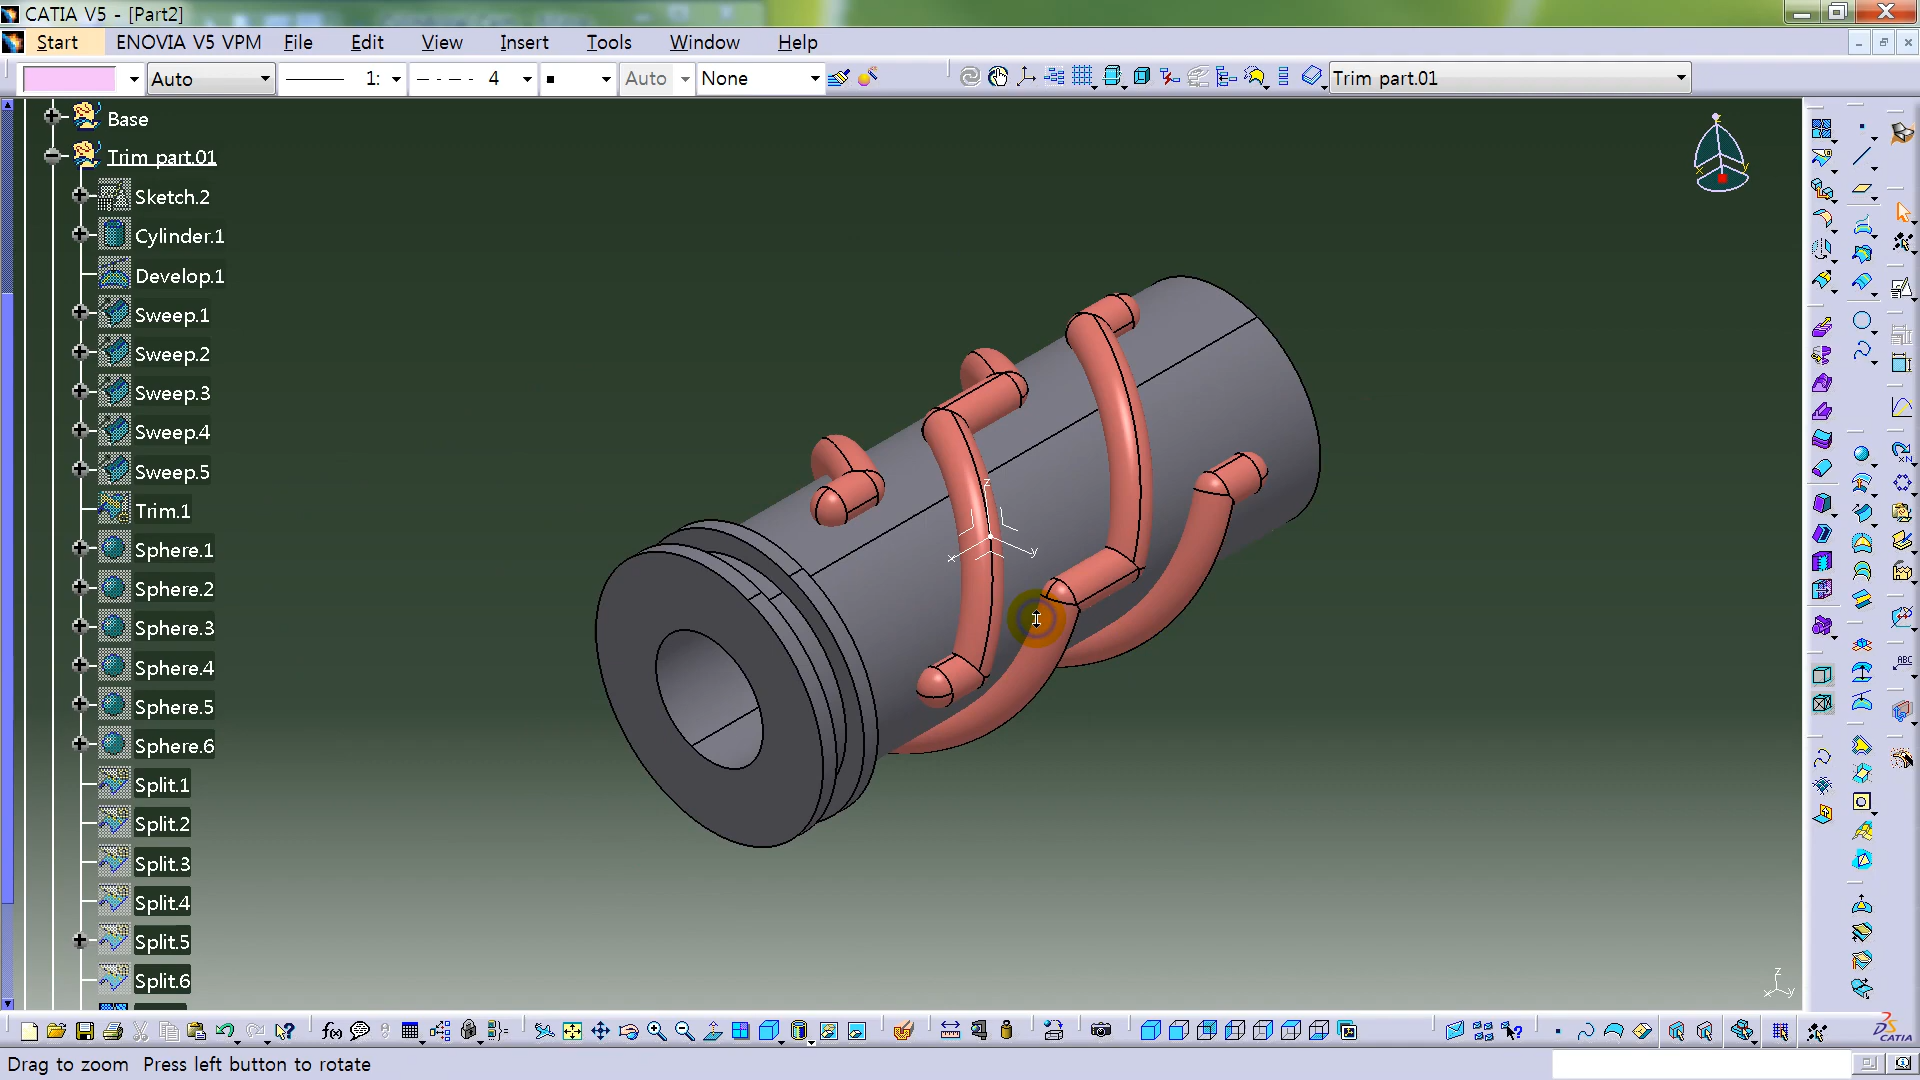 CATIA V5 - [Part2]
Start ENOVIA V5 VPM File Edit View Insert Tools Window Help
Auto 1: 4 Auto None Trim part.01
Base
Trim part.01
Sketch.2
Cylinder.1
Develop.1
Sweep.1
Sweep.2
Sweep.3
Sweep.4
Sweep.5
Trim.1
Sphere.1
Sphere.2
Sphere.3
Sphere.4
Sphere.5
Sphere.6
Split.1
Split.2
Split.3
Split.4
Split.5
Split.6
z
x y
z
x y
ABC
f(x)
CATIA
Drag to zoom Press left button to rotate